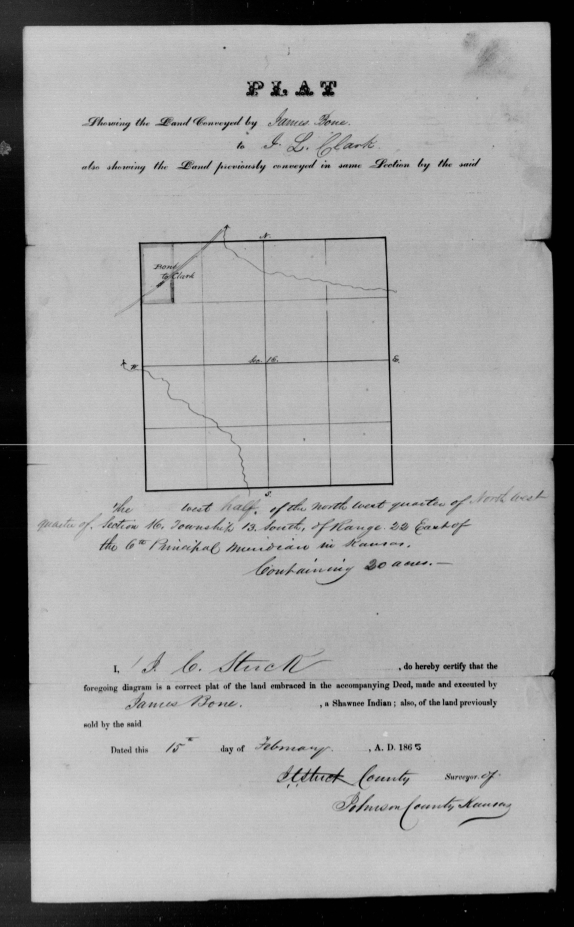 PLAT
Showing the Land Conveyed by James Bone.
to J. L. Clark
also showing the Land previously conveyed in same Section by the said
N.
Bone
to Clark
W.
Sec. 16.
E.
S.
The west half, of the north west quarter of North West
quarter of, Section 16. Township 13. South, of Range 22 East of
the 6th Principal Meridian in Kansas.
Containing 20 acres.—
I, J. C. Stuck, do hereby certify that the
foregoing diagram is a correct plat of the land embraced in the accompanying Deed, made and executed by
James Bone. , a Shawnee Indian; also, of the land previously
sold by the said
Dated this 15th day of February. , A. D. 1865
J. C. Stuck County Surveyor. of.
Johnson County, Kansas